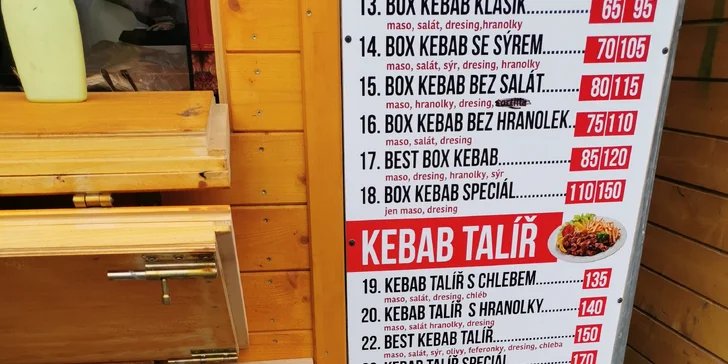 13. BOX KEBAB KLASIK............ 65|95
maso, salát, dresing,hranolky
14. BOX KEBAB SE SÝREM......... 70|105
maso, salát, sýr, dresing, hranolky
15. BOX KEBAB BEZ SALÁT........ 80|115
maso, hranolky, dresing,
16. BOX KEBAB BEZ HRANOLEK.. 75|110
maso, salát, dresing
17. BEST BOX KEBAB................ 85|120
maso, dresing, hranolky, sýr
18. BOX KEBAB SPECIÁL.......... 110|150
jen maso, dresing
KEBAB TALÍŘ
19. KEBAB TALÍŘ S CHLEBEM.......... 135
maso, salát, dresing, chléb
20. KEBAB TALÍŘ S HRANOLKY........ 140
maso, salát hranolky, dresing
22. BEST KEBAB TALÍŘ................. 150
maso, salát, sýr, olivy, feferonky, dresing, chleba
KEBAB TALÍŘ SPECIÁL 170